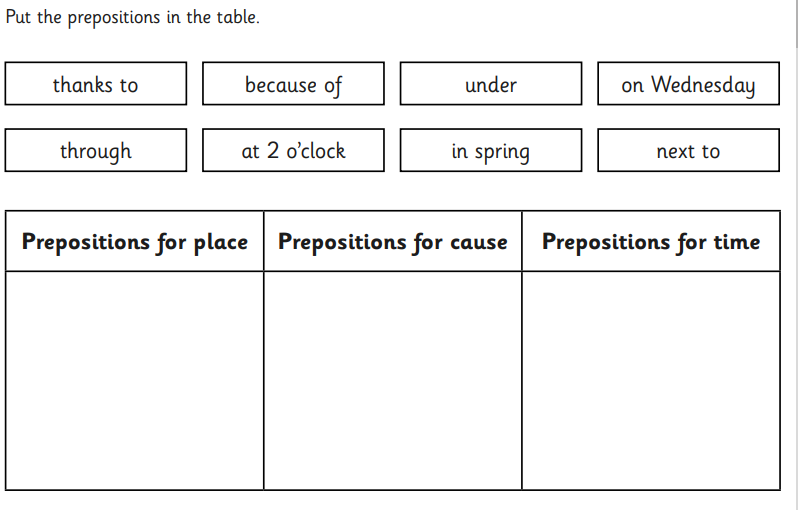 Put the prepositions in the table.
thanks to because of under on Wednesday
through at 2 o’clock in spring next to
Prepositions for place Prepositions for cause Prepositions for time